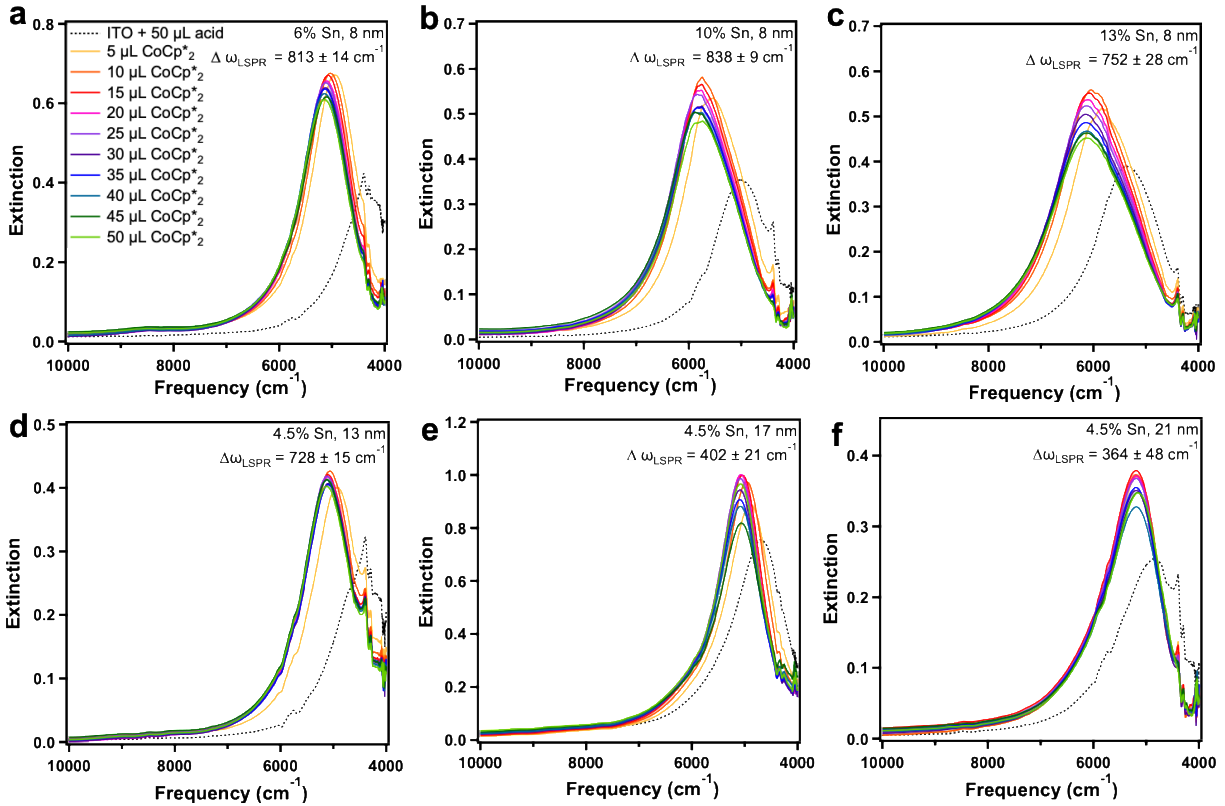 a
ITO + 50 µL acid
5 µL CoCp*2
10 µL CoCp*2
15 µL CoCp*2
20 µL CoCp*2
25 µL CoCp*2
30 µL CoCp*2
35 µL CoCp*2
40 µL CoCp*2
45 µL CoCp*2
50 µL CoCp*2
6% Sn, 8 nm
Δ ωLSPR = 813 ± 14 cm-1
Extinction
0.8
0.6
0.4
0.2
0.0
10000 8000 6000 4000
Frequency (cm-1)
b
10% Sn, 8 nm
Λ ωLSPR = 838 ± 9 cm-1
Extinction
0.7
0.6
0.5
0.4
0.3
0.2
0.1
0.0
10000 8000 6000 4000
Frequency (cm-1)
c
13% Sn, 8 nm
Δ ωLSPR = 752 ± 28 cm-1
Extinction
0.7
0.6
0.5
0.4
0.3
0.2
0.1
0.0
10000 8000 6000 4000
Frequency (cm-1)
d
4.5% Sn, 13 nm
ΔωLSPR = 728 ± 15 cm-1
Extinction
0.5
0.4
0.3
0.2
0.1
0.0
10000 8000 6000 4000
Frequency (cm-1)
e
4.5% Sn, 17 nm
Λ ωLSPR = 402 ± 21 cm-1
Extinction
1.2
1.0
0.8
0.6
0.4
0.2
0.0
10000 8000 6000 4000
Frequency (cm-1)
f
4.5% Sn, 21 nm
ΔωLSPR = 364 ± 48 cm-1
Extinction
0.4
0.3
0.2
0.1
0.0
10000 8000 6000 4000
Frequency (cm-1)